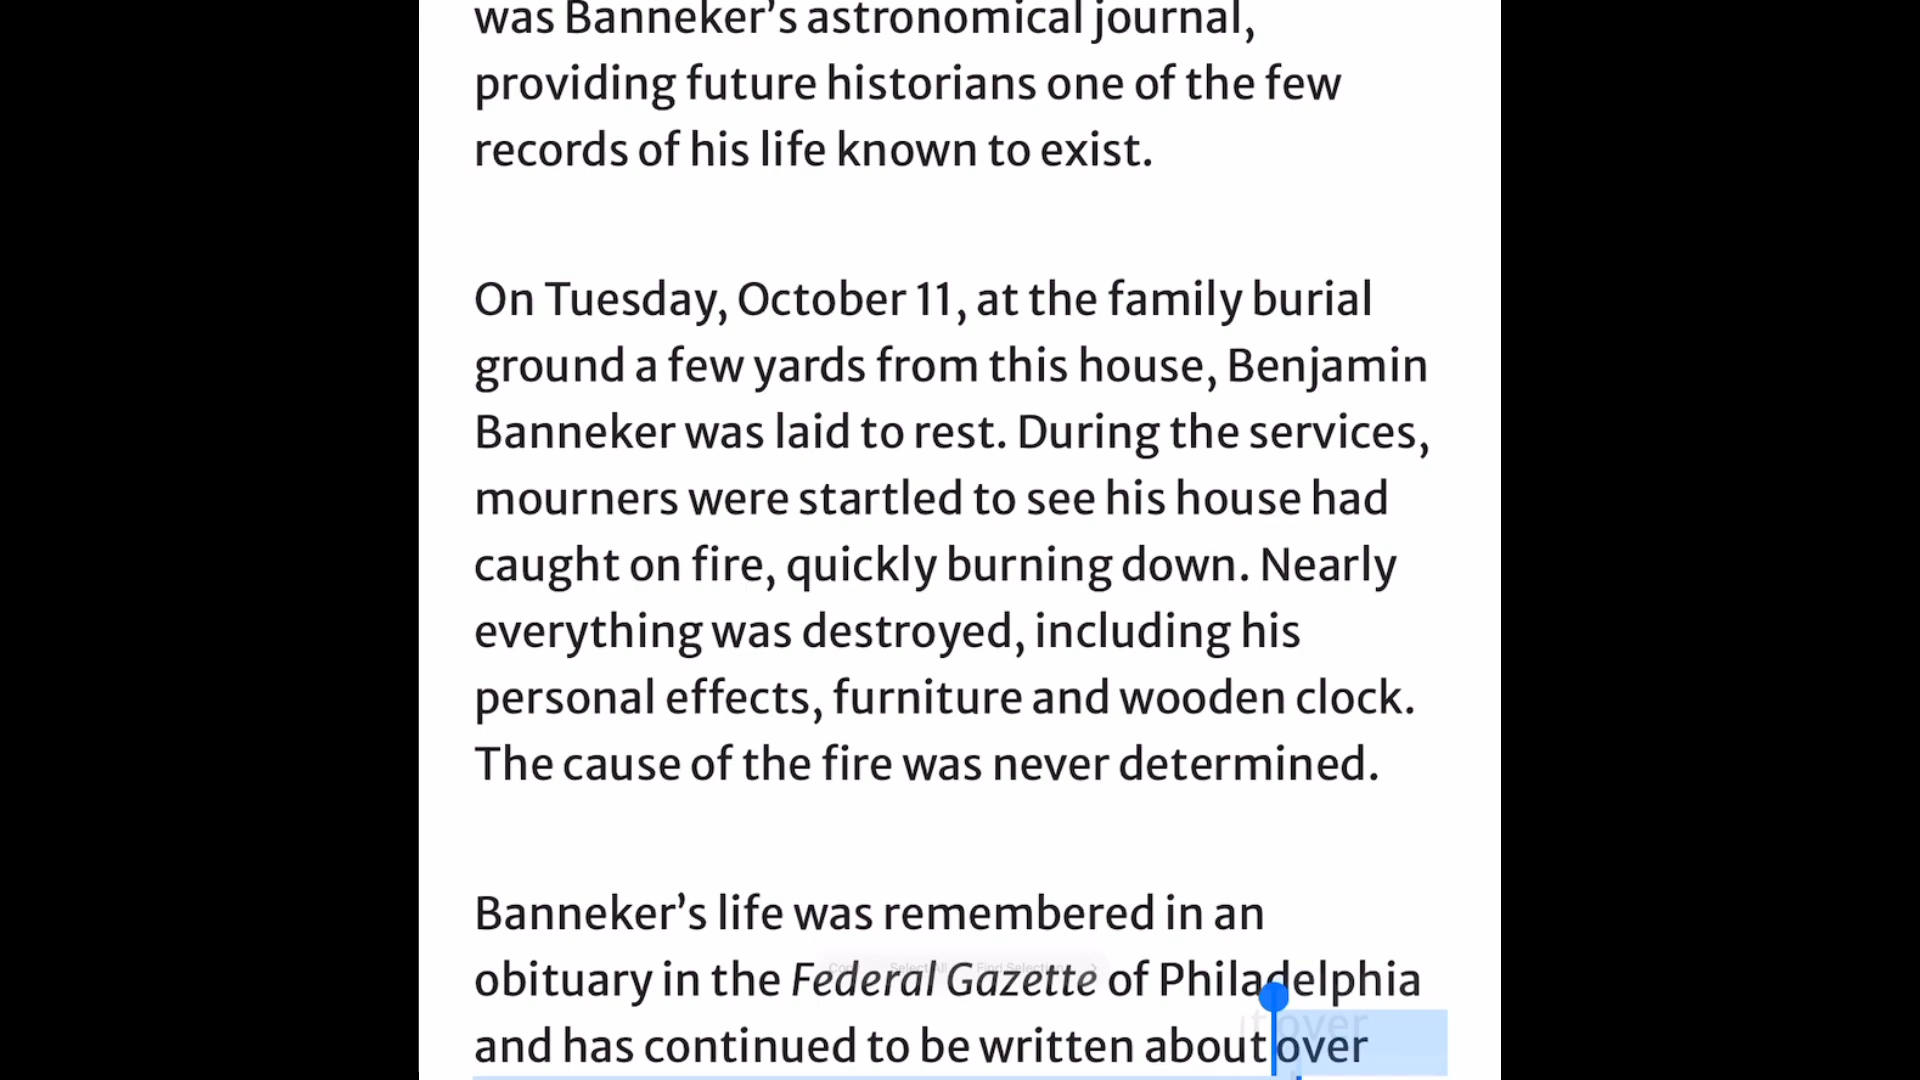 was Banneker’s astronomical journal,
providing future historians one of the few
records of his life known to exist.
On Tuesday, October 11, at the family burial
ground a few yards from this house, Benjamin
Banneker was laid to rest. During the services,
mourners were startled to see his house had
caught on fire, quickly burning down. Nearly
everything was destroyed, including his
personal effects, furniture and wooden clock.
The cause of the fire was never determined.
Banneker’s life was remembered in an
obituary in the Federal Gazette of Philadelphia
and has continued to be written about over